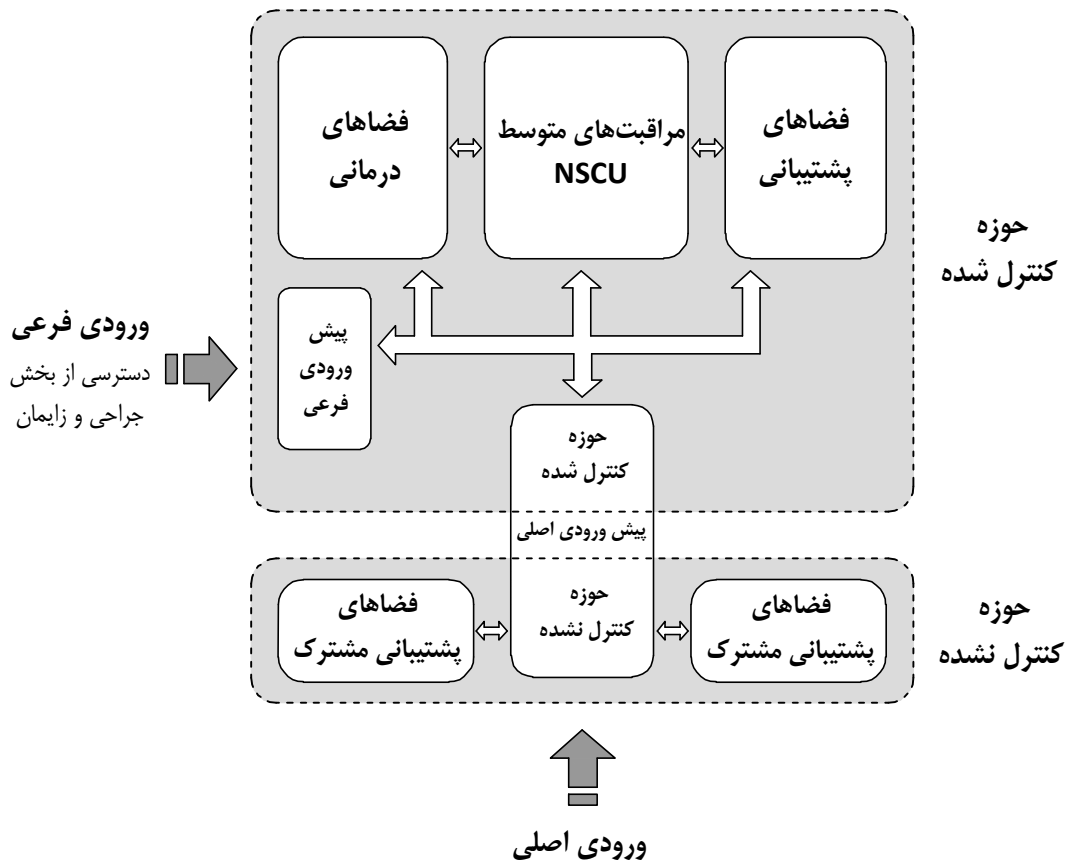 فضاهای
پشتیبانی
مراقبت‌های متوسط
NSCU
فضاهای
درمانی
حوزه
کنترل شده
پیش
ورودی
فرعی
ورودی فرعی
دسترسی از بخش
جراحی و زایمان
حوزه
کنترل شده
پیش ورودی اصلی
حوزه
کنترل نشده
فضاهای
پشتیبانی مشترک
فضاهای
پشتیبانی مشترک
حوزه
کنترل نشده
ورودی اصلی